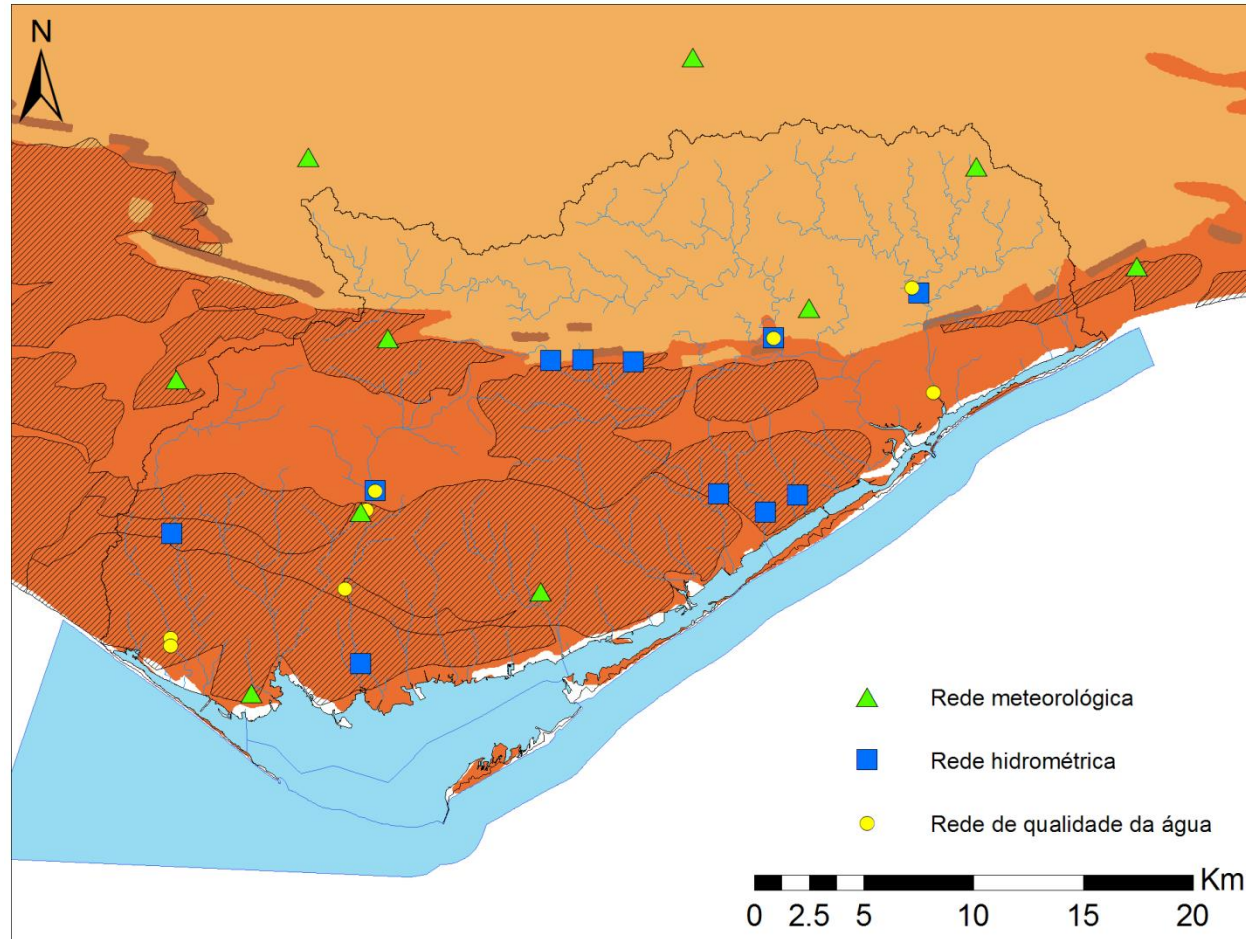 N
Rede meteorológica
Rede hidrométrica
Rede de qualidade da água
Km
0 2.5 5 10 15 20